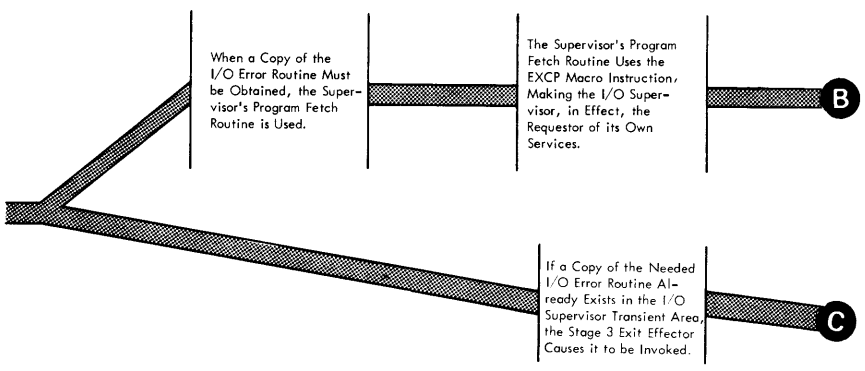 When a Copy of the
I/O Error Routine Must
be Obtained, the Super-
visor's Program Fetch
Routine is Used.
The Supervisor's Program
Fetch Routine Uses the
EXCP Macro Instruction,
Making the I/O Super-
visor, in Effect, the
Requestor of its Own
Services.
B
If a Copy of the Needed
I/O Error Routine Al-
ready Exists in the I/O
Supervisor Transient Area,
the Stage 3 Exit Effector
Causes it to be Invoked.
C